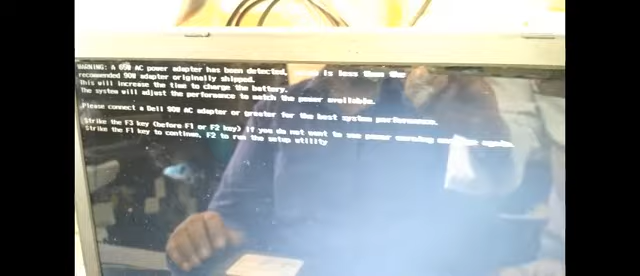 WARNING: A 65W AC power adapter has been detected, which is less than the
recommended 90W adapter originally shipped.
This will increase the time to charge the battery.
The system will adjust the performance to match the power available.
Please connect a Dell 90W AC adapter or greater for the best system performance.
Strike the F3 key (before F1 or F2 key) if you do not want to see power warning messages again.
Strike the F1 key to continue, F2 to run the setup utility